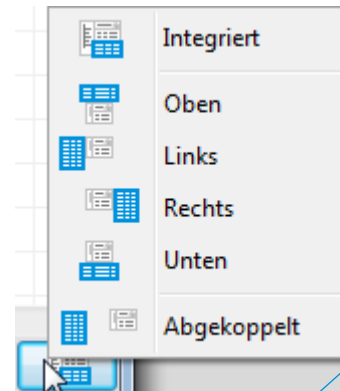 Integriert
Oben
Links
Rechts
Unten
Abgekoppelt